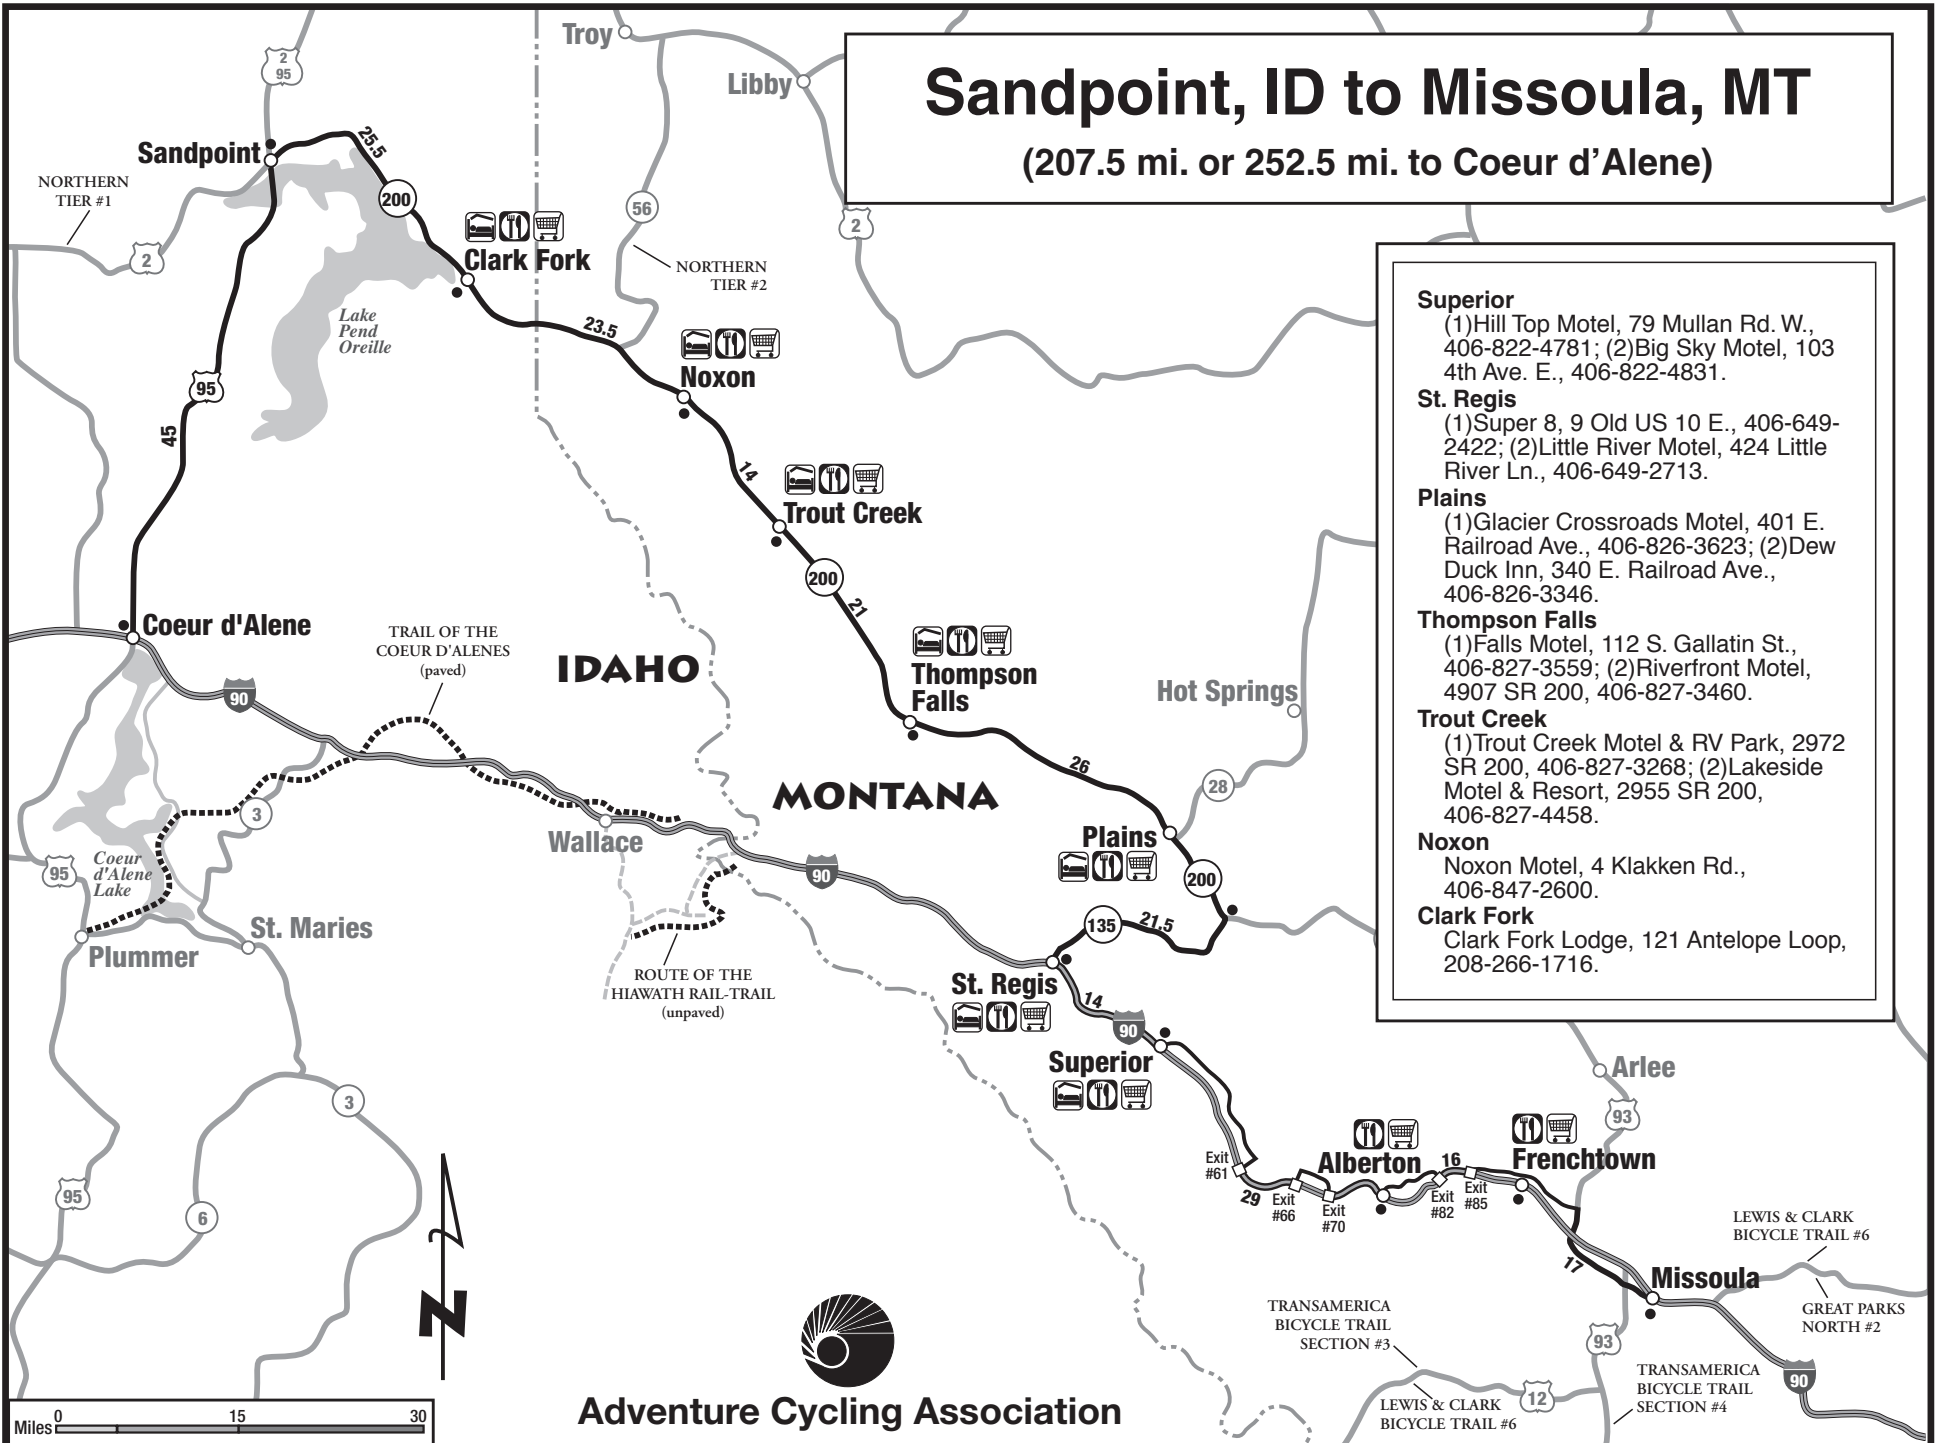 Sandpoint, ID to Missoula, MT
(207.5 mi. or 252.5 mi. to Coeur d’Alene)
Troy
Libby
2
95
Sandpoint
25.5
NORTHERN
TIER #1
200
56
2
2
Clark Fork
NORTHERN
TIER #2
Lake
Pend
Oreille
23.5
Noxon
95
45
14
Trout Creek
200
21
Coeur d'Alene
TRAIL OF THE
COEUR D'ALENES
(paved)
IDAHO
Thompson
Falls
Hot Springs
90
26
28
MONTANA
3
Wallace
Plains
90
200
95
Coeur
d'Alene
Lake
135
21.5
Plummer
St. Maries
ROUTE OF THE
HIAWATH RAIL-TRAIL
(unpaved)
St. Regis
14
90
Superior
Superior
(1)Hill Top Motel, 79 Mullan Rd. W.,
406-822-4781; (2)Big Sky Motel, 103
4th Ave. E., 406-822-4831.
St. Regis
(1)Super 8, 9 Old US 10 E., 406-649-
2422; (2)Little River Motel, 424 Little
River Ln., 406-649-2713.
Plains
(1)Glacier Crossroads Motel, 401 E.
Railroad Ave., 406-826-3623; (2)Dew
Duck Inn, 340 E. Railroad Ave.,
406-826-3346.
Thompson Falls
(1)Falls Motel, 112 S. Gallatin St.,
406-827-3559; (2)Riverfront Motel,
4907 SR 200, 406-827-3460.
Trout Creek
(1)Trout Creek Motel & RV Park, 2972
SR 200, 406-827-3268; (2)Lakeside
Motel & Resort, 2955 SR 200,
406-827-4458.
Noxon
Noxon Motel, 4 Klakken Rd.,
406-847-2600.
Clark Fork
Clark Fork Lodge, 121 Antelope Loop,
208-266-1716.
Arlee
93
3
Exit
#61
29
Exit
#66
Exit
#70
Alberton
16
Exit
#82
Exit
#85
Frenchtown
95
6
17
Missoula
LEWIS & CLARK
BICYCLE TRAIL #6
GREAT PARKS
NORTH #2
TRANSAMERICA
BICYCLE TRAIL
SECTION #3
93
90
12
LEWIS & CLARK
BICYCLE TRAIL #6
TRANSAMERICA
BICYCLE TRAIL
SECTION #4
N
Adventure Cycling Association
Miles
0 15 30